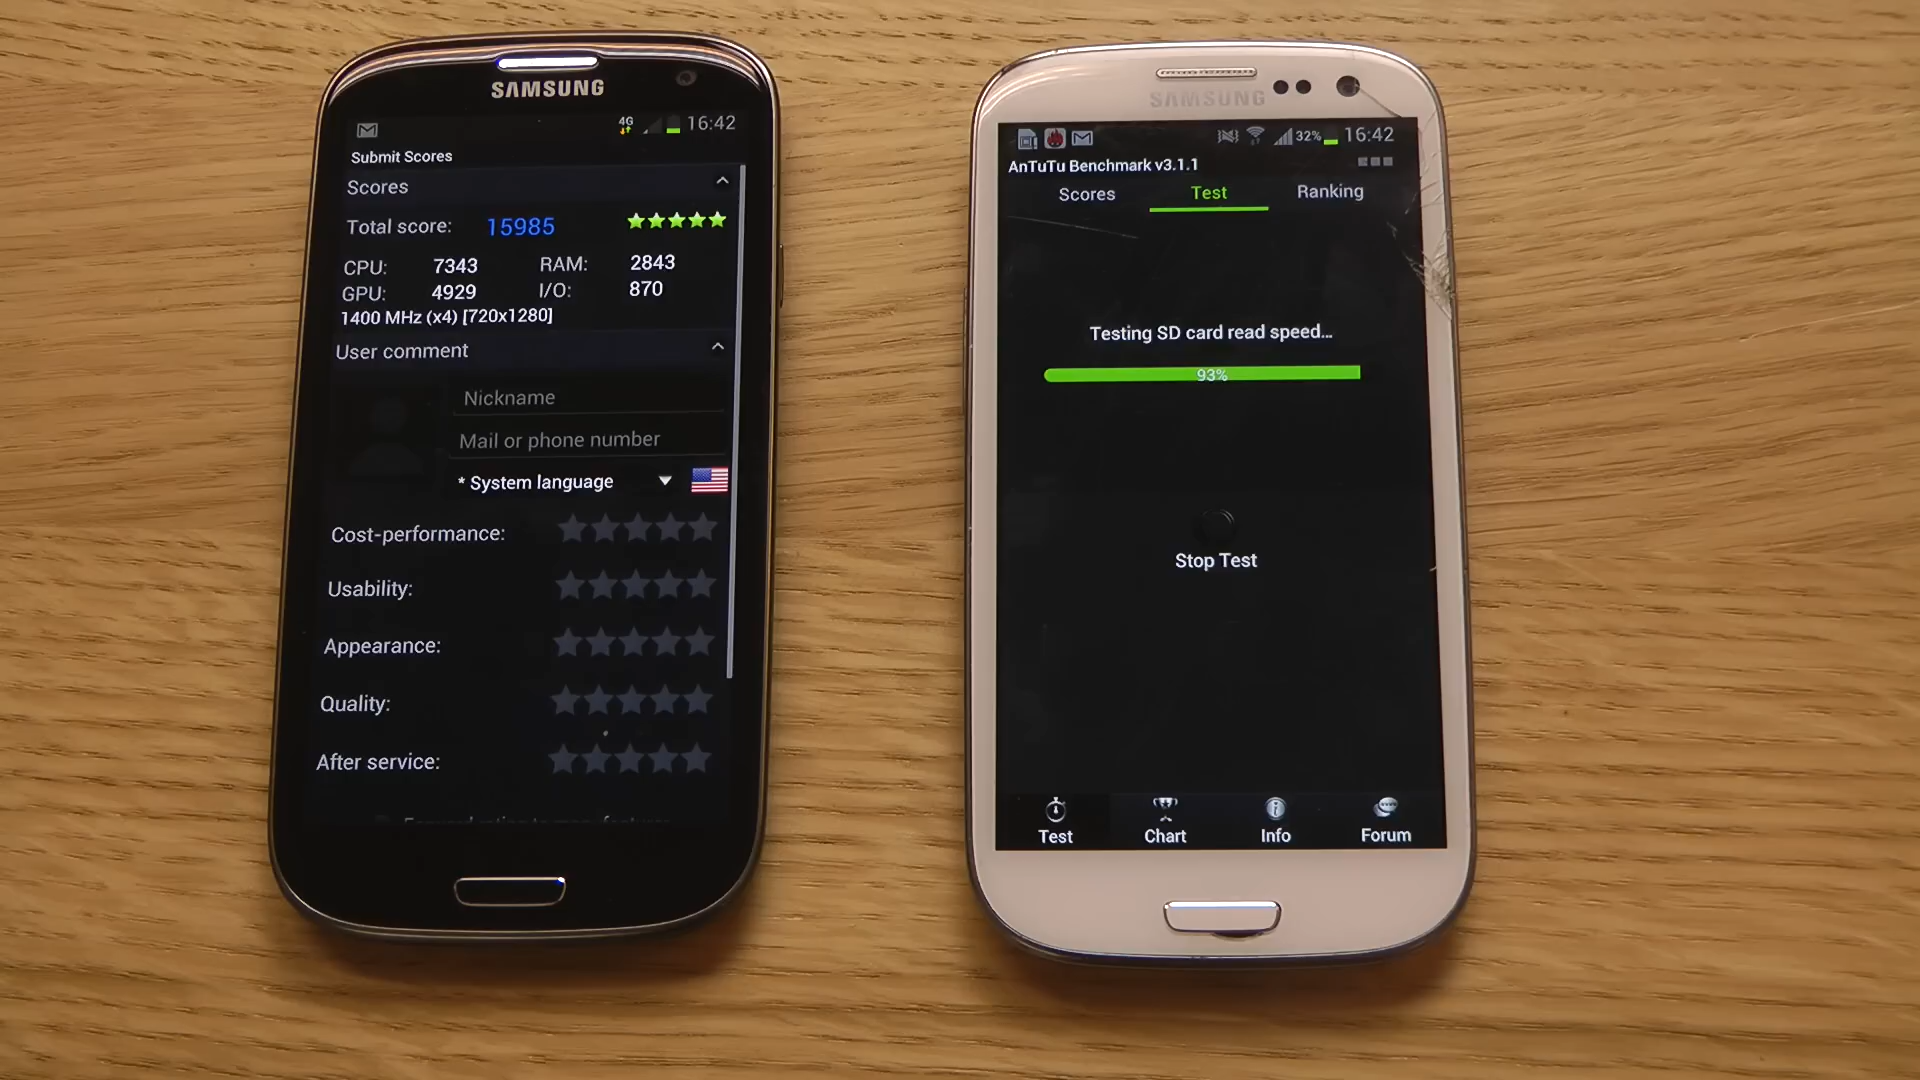 SAMSUNG
4G 16:42
Submit Scores
Scores
Total score: 15985
CPU: 7343 RAM: 2843
GPU: 4929 I/O: 870
1400 MHz (x4) [720x1280]
User comment
Nickname
Mail or phone number
* System language
Cost-performance:
Usability:
Appearance:
Quality:
After service:
SAMSUNG
32% 16:42
AnTuTu Benchmark v3.1.1
Scores Test Ranking
Testing SD card read speed...
93%
Stop Test
Test Chart Info Forum